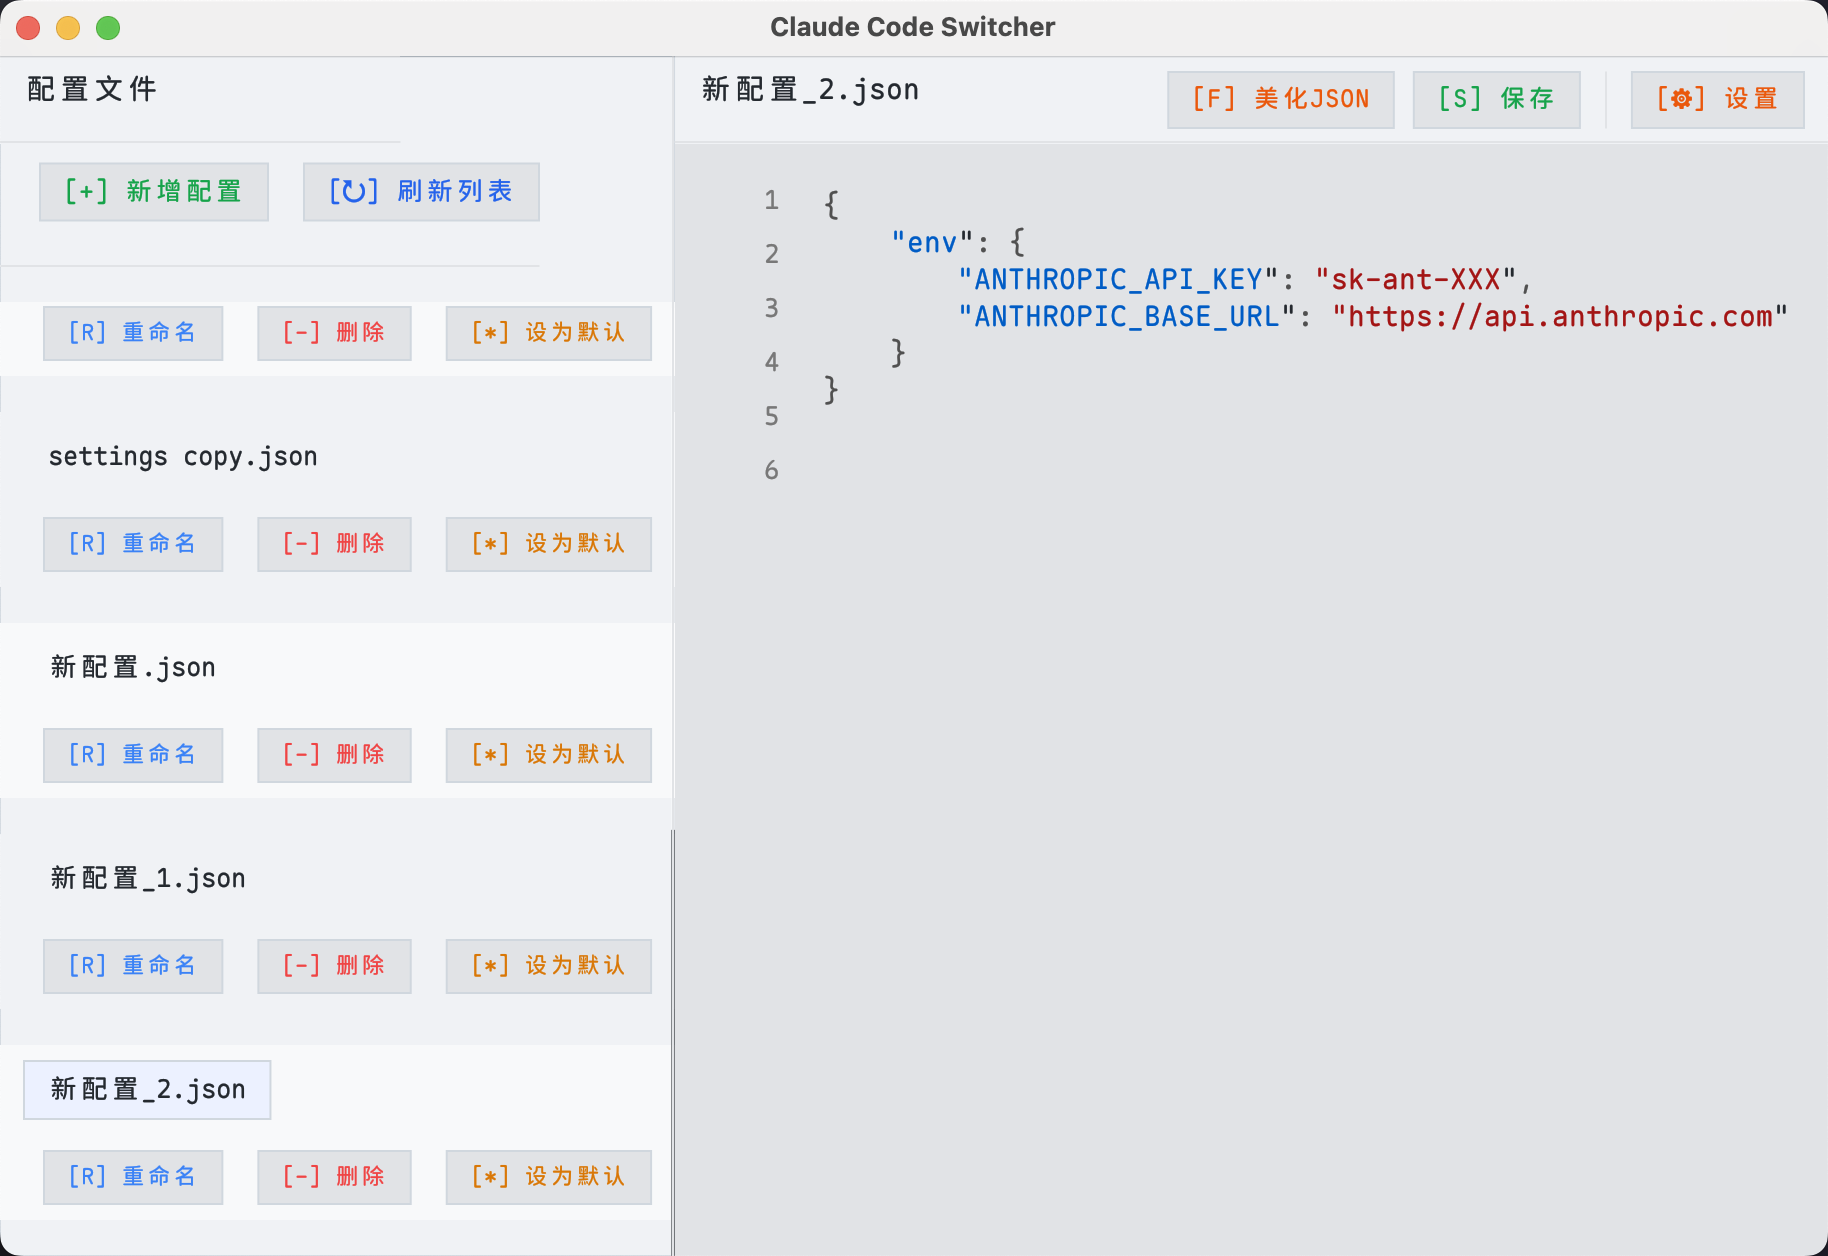 Claude Code Switcher
配置文件
[+] 新增配置 [↻] 刷新列表
[R] 重命名 [-] 删除 [*] 设为默认
settings copy.json
[R] 重命名 [-] 删除 [*] 设为默认
新配置.json
[R] 重命名 [-] 删除 [*] 设为默认
新配置_1.json
[R] 重命名 [-] 删除 [*] 设为默认
新配置_2.json
[R] 重命名 [-] 删除 [*] 设为默认
新配置_2.json [F] 美化JSON [S] 保存 [⚙] 设置
1
2
3
4
5
6
{
    "env": {
        "ANTHROPIC_API_KEY": "sk-ant-XXX",
        "ANTHROPIC_BASE_URL": "https://api.anthropic.com"
    }
}